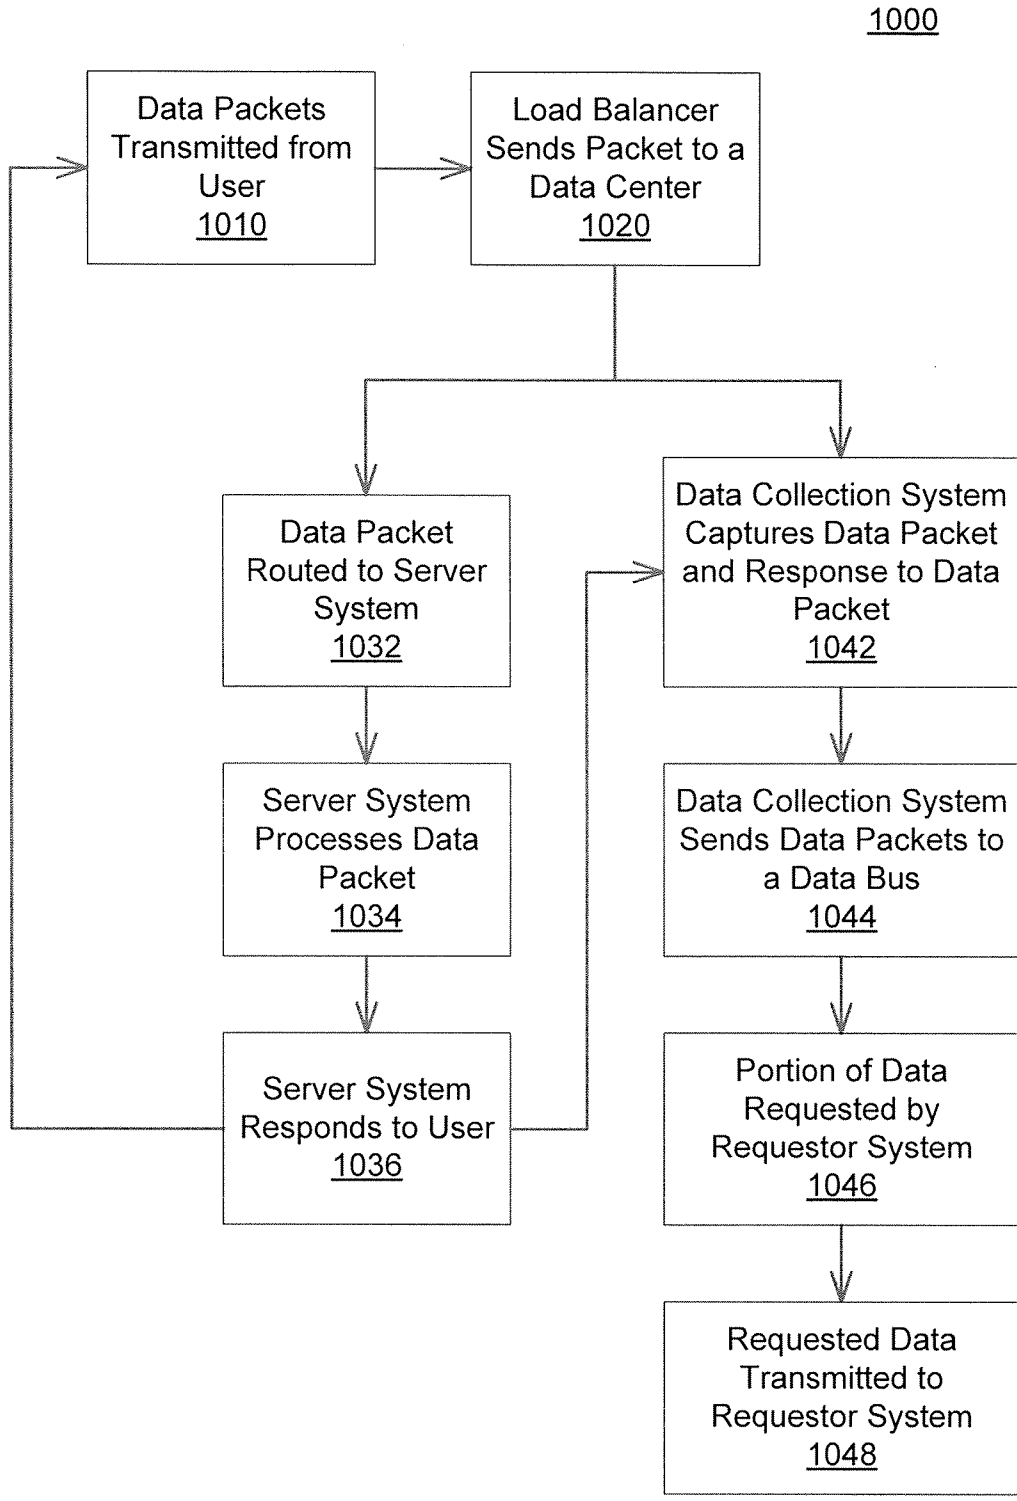 1000
Data Packets
Transmitted from
User
1010
Load Balancer
Sends Packet to a
Data Center
1020
Data Packet
Routed to Server
System
1032
Server System
Processes Data
Packet
1034
Server System
Responds to User
1036
Data Collection System
Captures Data Packet
and Response to Data
Packet
1042
Data Collection System
Sends Data Packets to
a Data Bus
1044
Portion of Data
Requested by
Requestor System
1046
Requested Data
Transmitted to
Requestor System
1048